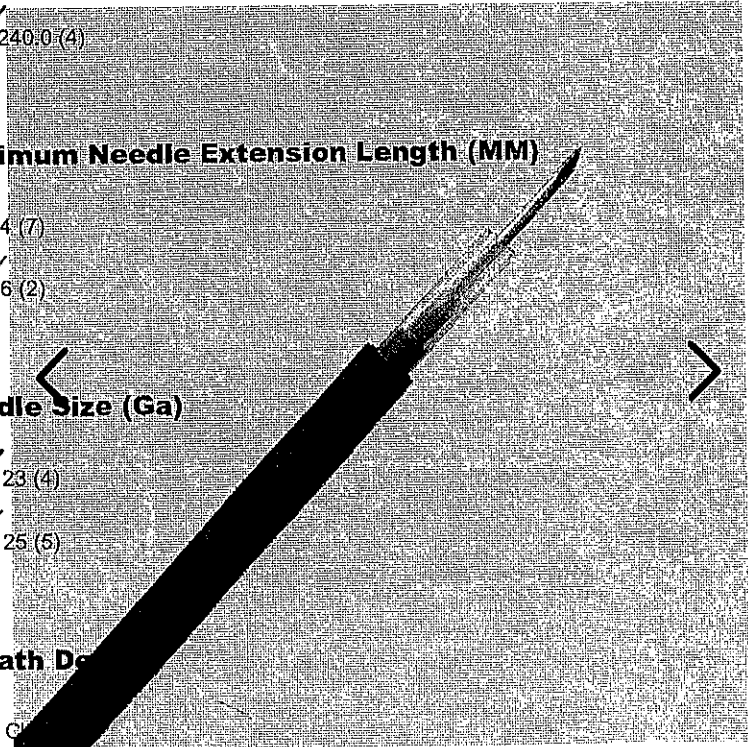 240.0 (4)
imum Needle Extension Length (MM)
4 (7)
6 (2)
dle Size (Ga)
23 (4)
25 (5)
ath De